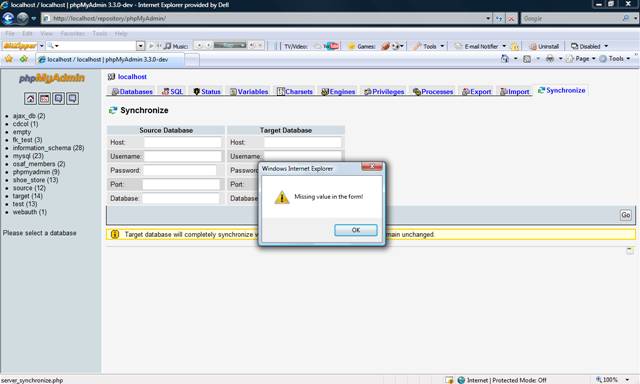 localhost / localhost | phpMyAdmin 3.3.0-dev - Internet Explorer provided by Dell
http://localhost/repository/phpMyAdmin/
Google
File Edit View Favorites Tools Help
Music:
TV/Video: YouTube Games: Tools E-mail Notifier Uninstall Disabled
localhost / localhost | phpMyAdmin 3.3.0-dev
Page Tools
phpMyAdmin
localhost
Databases SQL Status Variables Charsets Engines Privileges Processes Export Import Synchronize
Synchronize
ajax_db (2)
cdcol (1)
empty
fk_test (3)
information_schema (28)
mysql (23)
osaf_members (2)
phpmyadmin (9)
shoe_store (13)
source (12)
target (14)
test (13)
webauth (1)
Please select a database
Source Database Target Database
Host: Host:
Username: Username:
Password: Password:
Port: Port:
Database: Database:
Windows Internet Explorer
Missing value in the form!
OK
Go
Target database will completely synchronize
main unchanged.
server_synchronize.php
Internet | Protected Mode: Off
100%